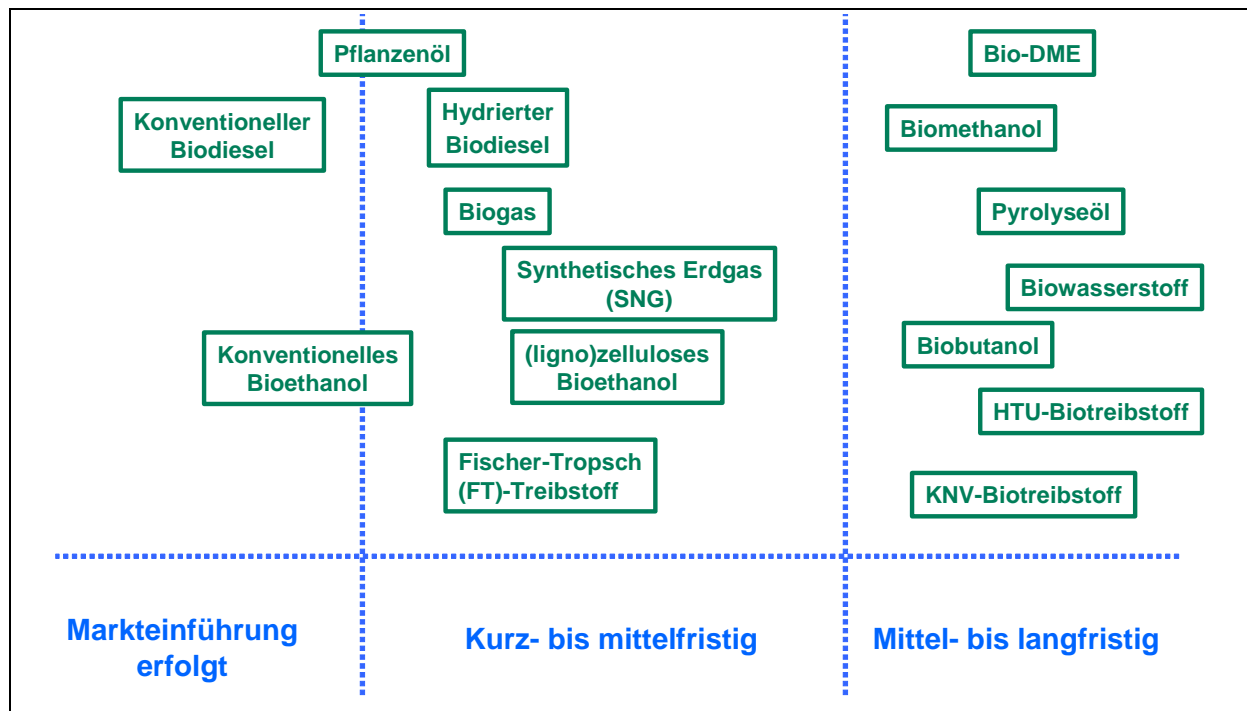 Pflanzenöl
Bio-DME
Konventioneller
Biodiesel
Hydrierter
Biodiesel
Biomethanol
Biogas
Pyrolyseöl
Synthetisches Erdgas
(SNG)
Biowasserstoff
Konventionelles
Bioethanol
(ligno)zelluloses
Bioethanol
Biobutanol
HTU-Biotreibstoff
Fischer-Tropsch
(FT)-Treibstoff
KNV-Biotreibstoff
Markteinführung
erfolgt
Kurz- bis mittelfristig
Mittel- bis langfristig